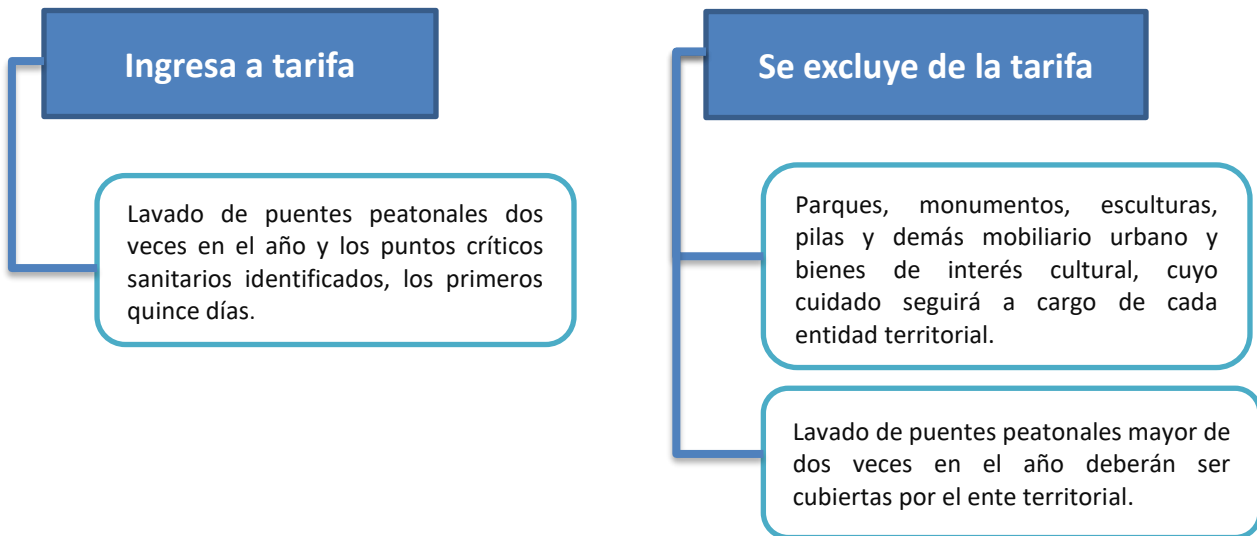 Ingresa a tarifa
Lavado de puentes peatonales dos
veces en el año y los puntos críticos
sanitarios identificados, los primeros
quince días.
Se excluye de la tarifa
Parques, monumentos, esculturas,
pilas y demás mobiliario urbano y
bienes de interés cultural, cuyo
cuidado seguirá a cargo de cada
entidad territorial.
Lavado de puentes peatonales mayor de
dos veces en el año deberán ser
cubiertas por el ente territorial.